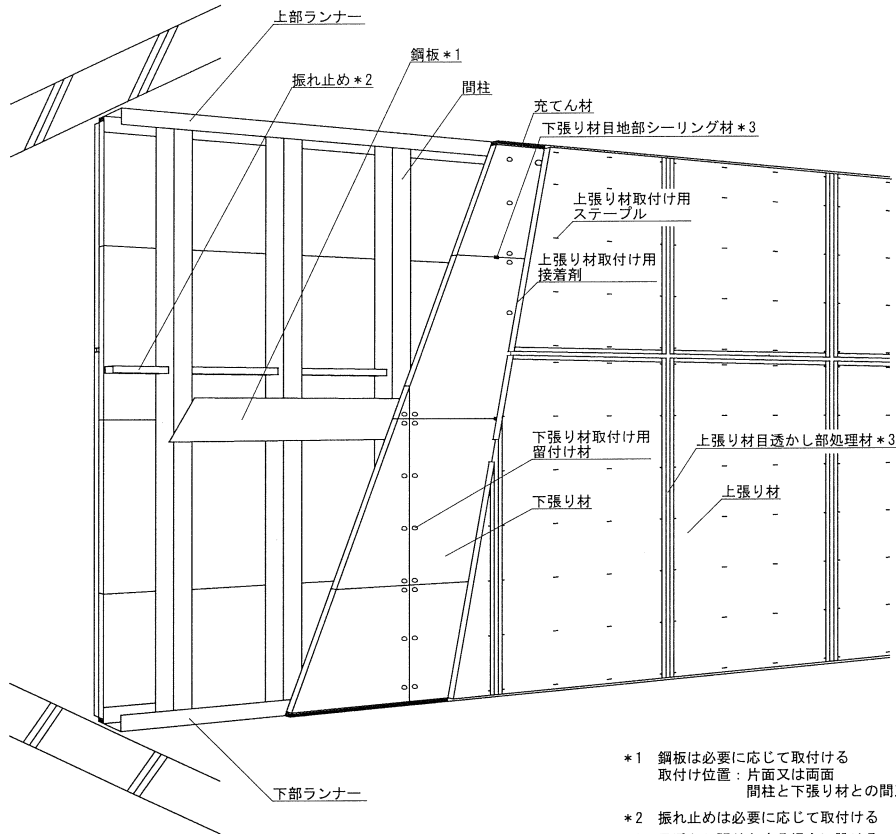 上部ランナー
鋼板*1
振れ止め*2
間柱
充てん材
下張り材目地部シーリング材*3
上張り材取付け用
ステープル
上張り材取付け用
接着剤
下張り材取付け用
留付け材
上張り材目透かし部処理材*3
下張り材
上張り材
下部ランナー
*1 鋼板は必要に応じて取付ける
取付け位置：片面又は両面
間柱と下張り材との間
*2 振れ止めは必要に応じて取付ける